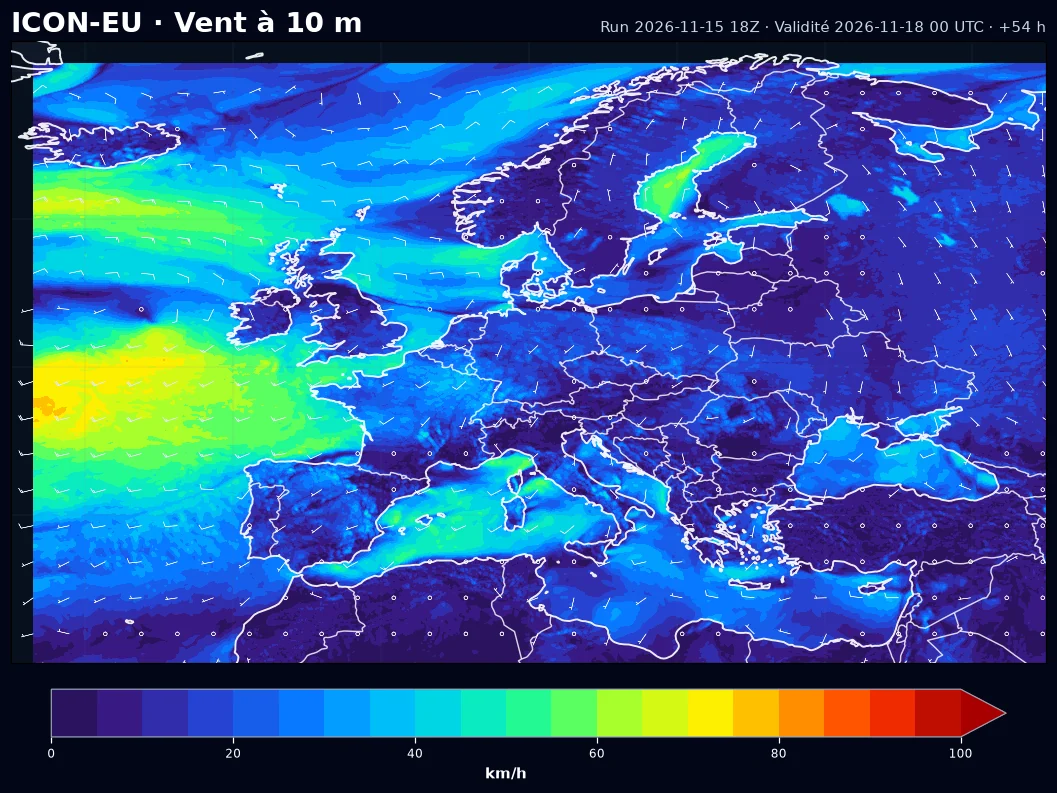 ICON-EU · Vent à 10 m
Run 2026-11-15 18Z · Validité 2026-11-18 00 UTC · +54 h
0 20 40 60 80 100
km/h